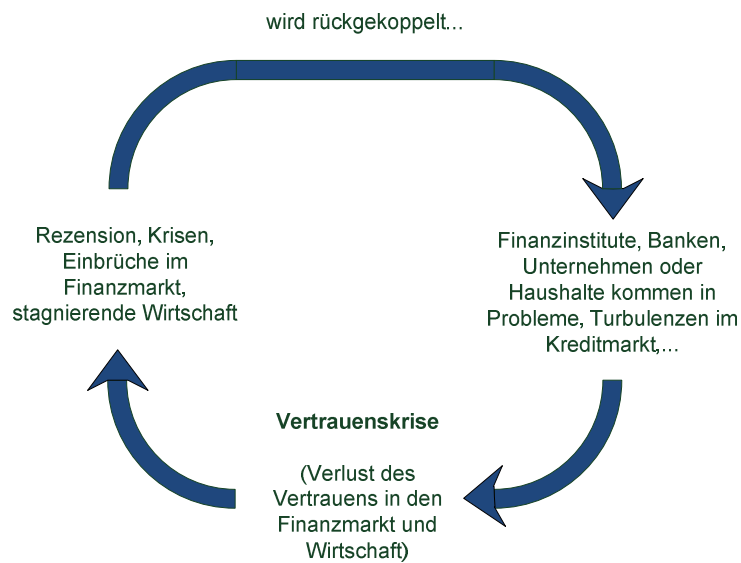 wird rückgekoppelt...
Rezension, Krisen,
Einbrüche im
Finanzmarkt,
stagnierende Wirtschaft
Finanzinstitute, Banken,
Unternehmen oder
Haushalte kommen in
Probleme, Turbulenzen im
Kreditmarkt,...
Vertrauenskrise
(Verlust des
Vertrauens in den
Finanzmarkt und
Wirtschaft)